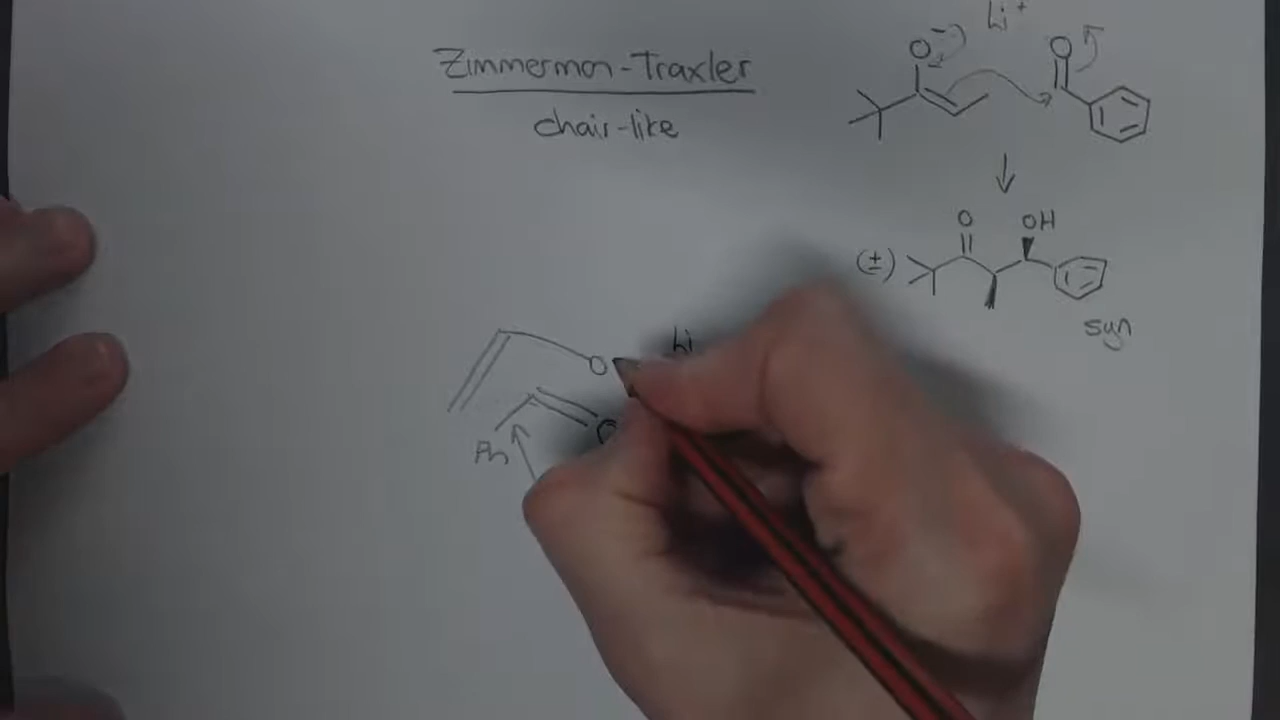 Zimmerman-Traxler
chair-like
O⁻ Li⁺ O
O OH
(±)
syn
Li
O
O
Ph